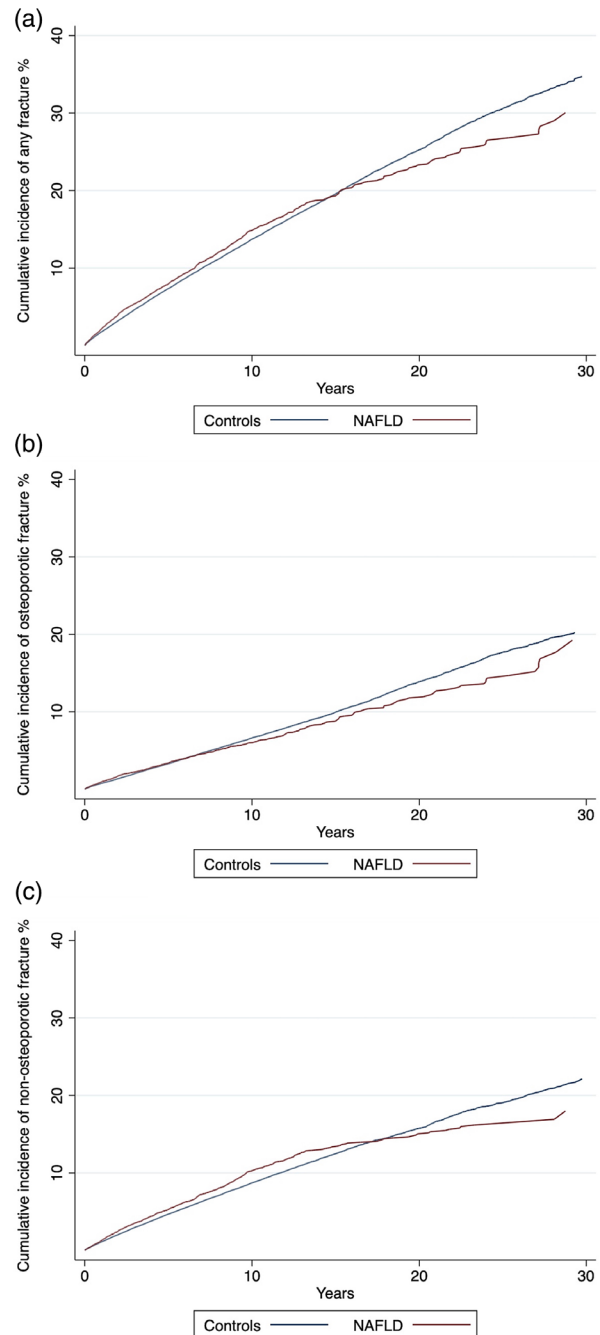 (a)
Cumulative incidence of any fracture %
40
30
20
10
0 10 20 30
Years
Controls NAFLD
(b)
Cumulative incidence of osteoporotic fracture %
40
30
20
10
0 10 20 30
Years
Controls NAFLD
(c)
Cumulative incidence of non-osteoporotic fracture %
40
30
20
10
0 10 20 30
Years
Controls NAFLD